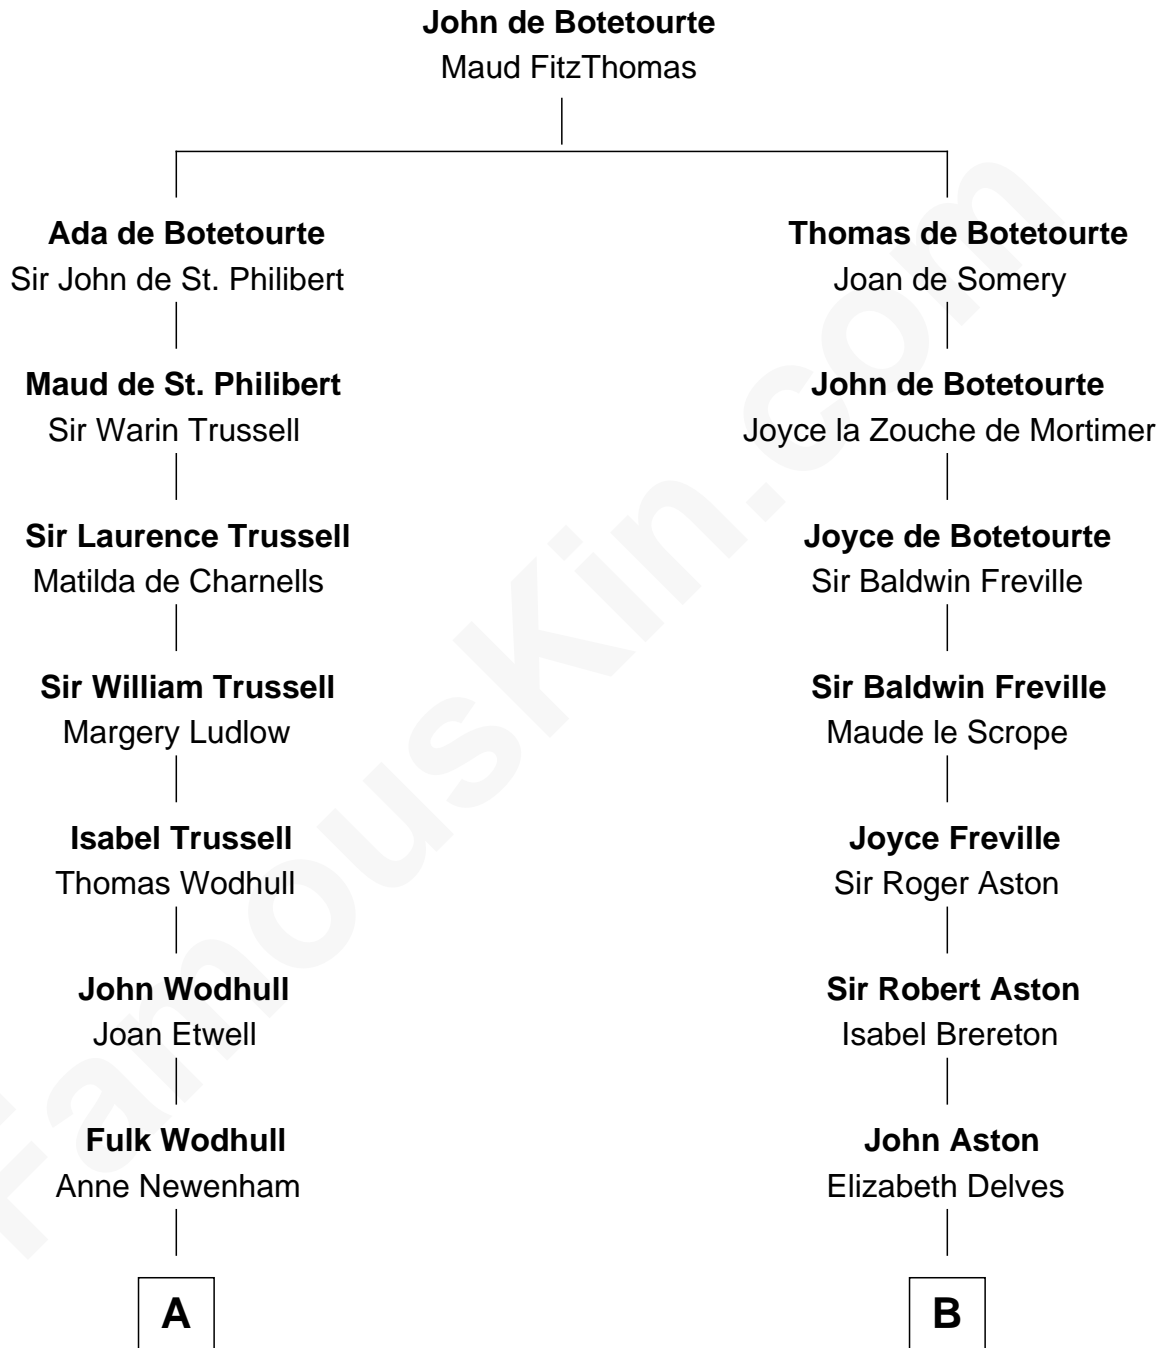 John de Botetourte
Maud FitzThomas
Ada de Botetourte
Sir John de St. Philibert
Thomas de Botetourte
Joan de Somery
Maud de St. Philibert
Sir Warin Trussell
John de Botetourte
Joyce la Zouche de Mortimer
Sir Laurence Trussell
Matilda de Charnells
Joyce de Botetourte
Sir Baldwin Freville
Sir William Trussell
Margery Ludlow
Sir Baldwin Freville
Maude le Scrope
Isabel Trussell
Thomas Wodhull
Joyce Freville
Sir Roger Aston
John Wodhull
Joan Etwell
Sir Robert Aston
Isabel Brereton
Fulk Wodhull
Anne Newenham
John Aston
Elizabeth Delves
A
B
FamousKin.com